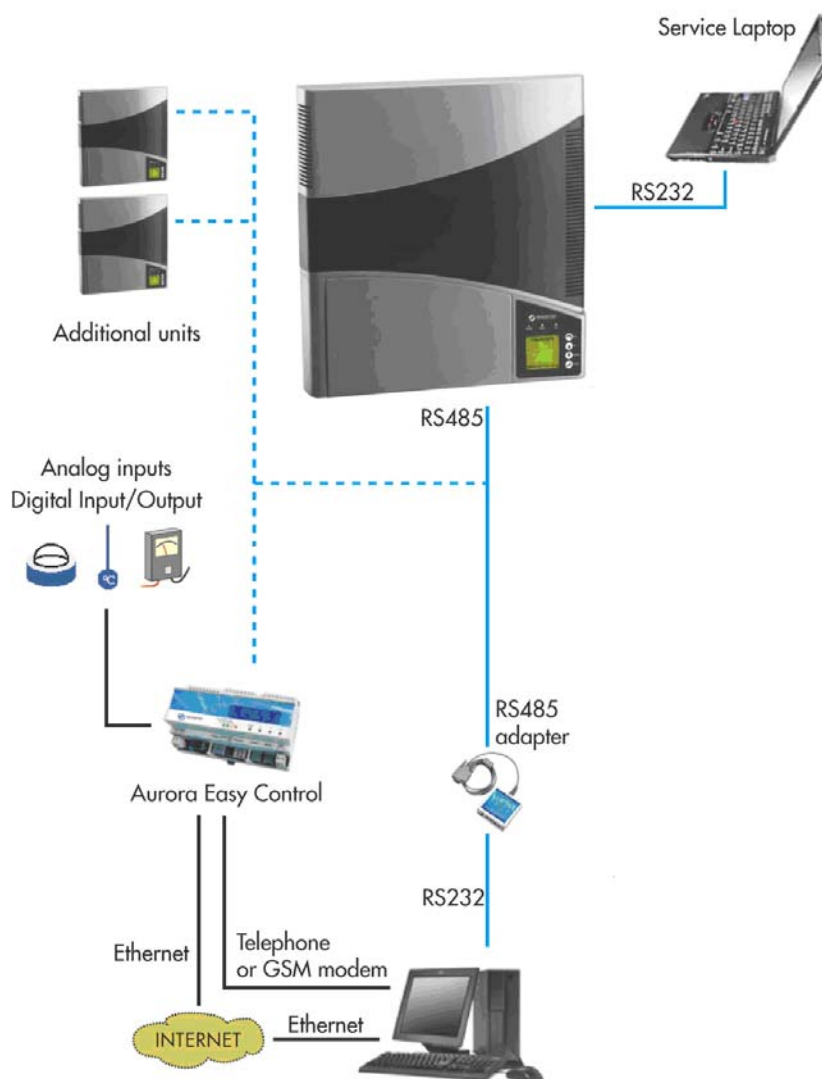 Service Laptop
RS232
Additional units
RS485
Analog inputs
Digital Input/Output
°C
RS485
adapter
Aurora Easy Control
RS232
Ethernet
Telephone
or GSM modem
Ethernet
INTERNET